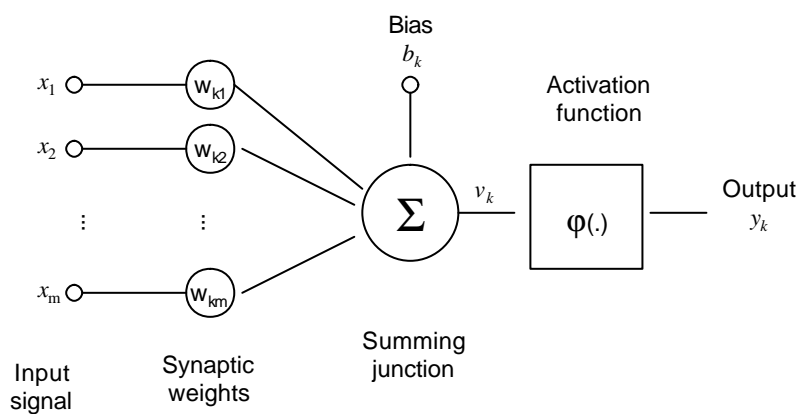 Bias
b_k
x_1
w_k1
Activation
function
x_2
w_k2
v_k
Output
y_k
Σ
φ(.)
⋮
⋮
x_m
w_km
Summing
junction
Synaptic
weights
Input
signal